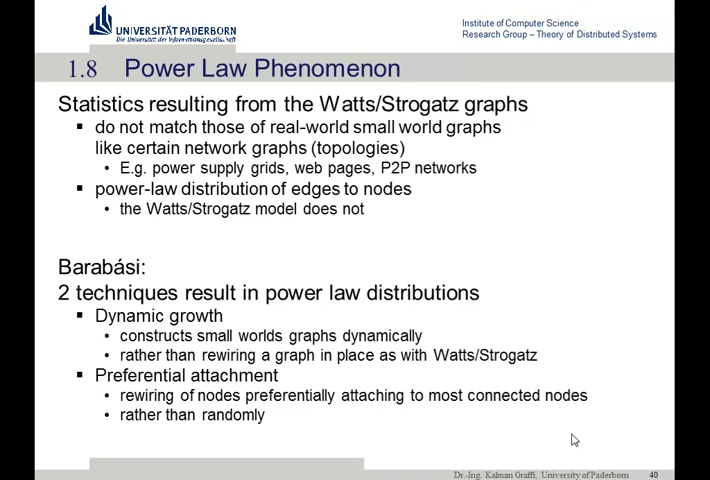 UNIVERSITÄT PADERBORN
Die Universität der Informationsgesellschaft
Institute of Computer Science
Research Group – Theory of Distributed Systems
1.8 Power Law Phenomenon
Statistics resulting from the Watts/Strogatz graphs
▪ do not match those of real-world small world graphs
like certain network graphs (topologies)
• E.g. power supply grids, web pages, P2P networks
▪ power-law distribution of edges to nodes
• the Watts/Strogatz model does not
Barabási:
2 techniques result in power law distributions
▪ Dynamic growth
• constructs small worlds graphs dynamically
• rather than rewiring a graph in place as with Watts/Strogatz
▪ Preferential attachment
• rewiring of nodes preferentially attaching to most connected nodes
• rather than randomly
Dr.-Ing. Kalman Graffi, University of Paderborn 40